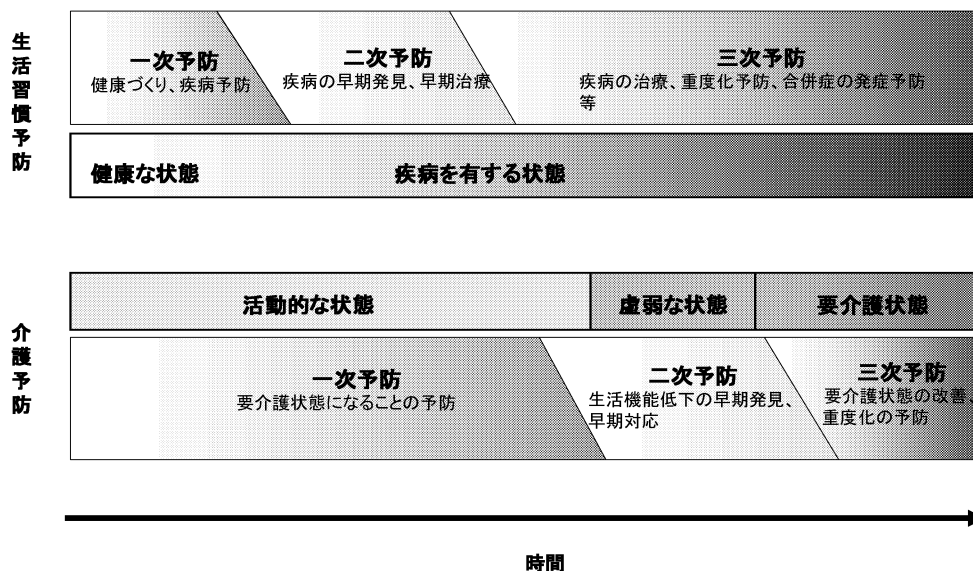 生活習慣予防
一次予防
健康づくり、疾病予防
二次予防
疾病の早期発見、早期治療
三次予防
疾病の治療、重度化予防、合併症の発症予防
等
健康な状態
疾病を有する状態
介護予防
活動的な状態
虚弱な状態
要介護状態
一次予防
要介護状態になることの予防
二次予防
生活機能低下の早期発見、
早期対応
三次予防
要介護状態の改善、
重度化の予防
時間